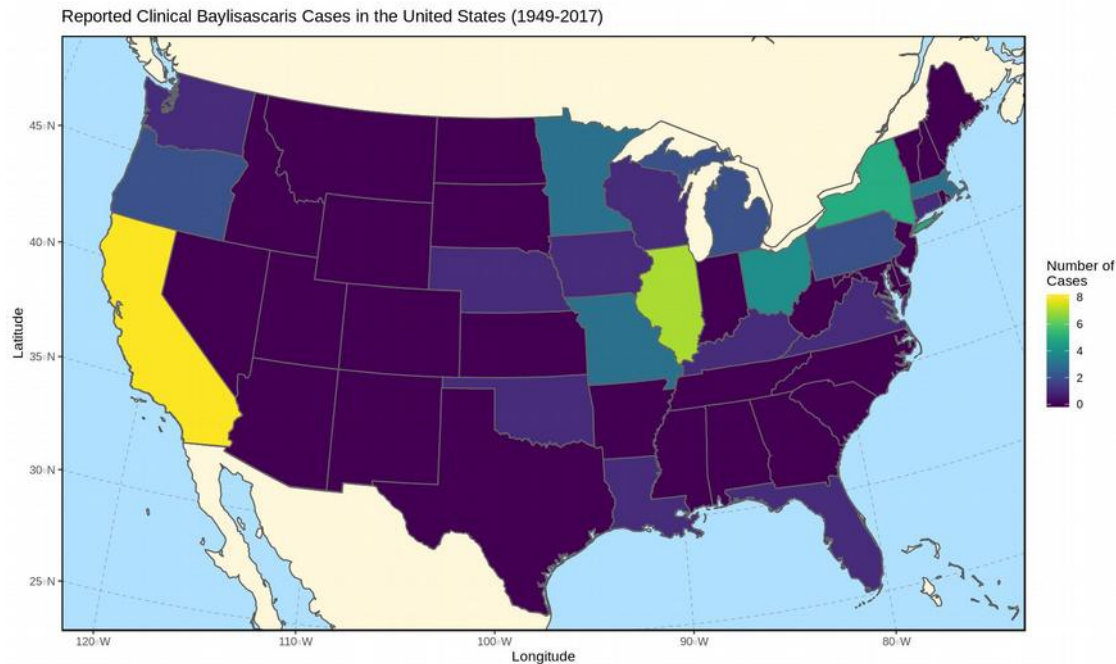 Reported Clinical Baylisascaris Cases in the United States (1949-2017)
45°N
40°N
35°N
30°N
25°N
Latitude
120°W
110°W
100°W
90°W
80°W
Longitude
Number of
Cases
8
6
4
2
0